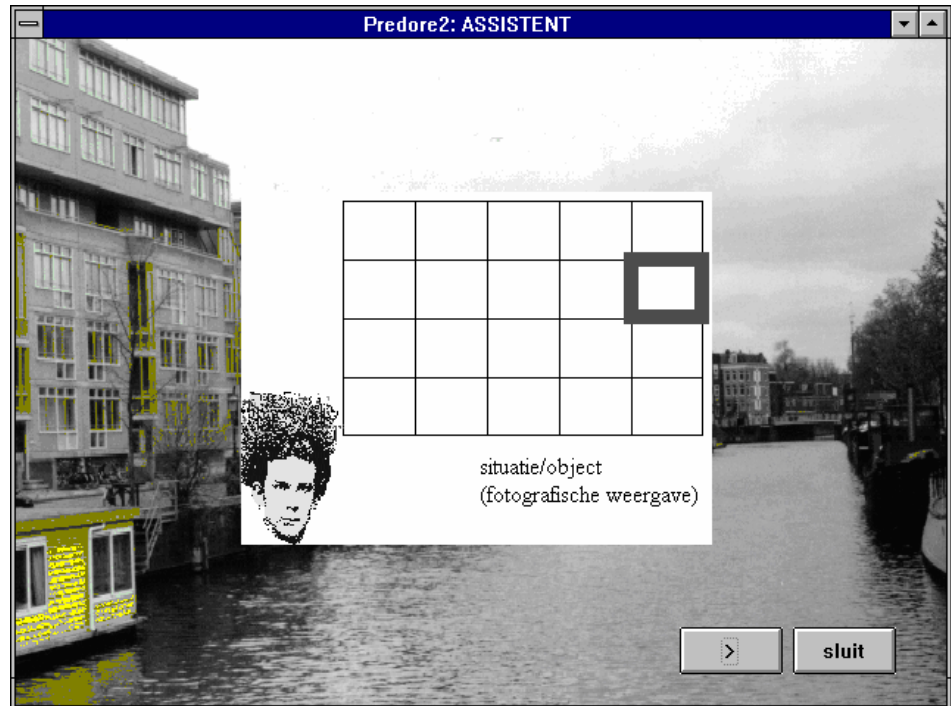 Predore2: ASSISTENT
situatie/object
(fotografische weergave)
>
sluit